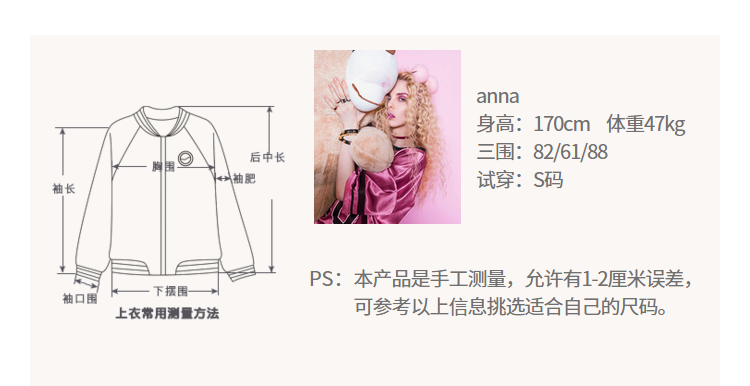 后中长
胸围
袖肥
袖长
下摆围
袖口围
上衣常用测量方法
anna
身高：170cm 体重47kg
三围：82/61/88
试穿：S码
PS：本产品是手工测量，允许有1-2厘米误差，
可参考以上信息挑选适合自己的尺码。